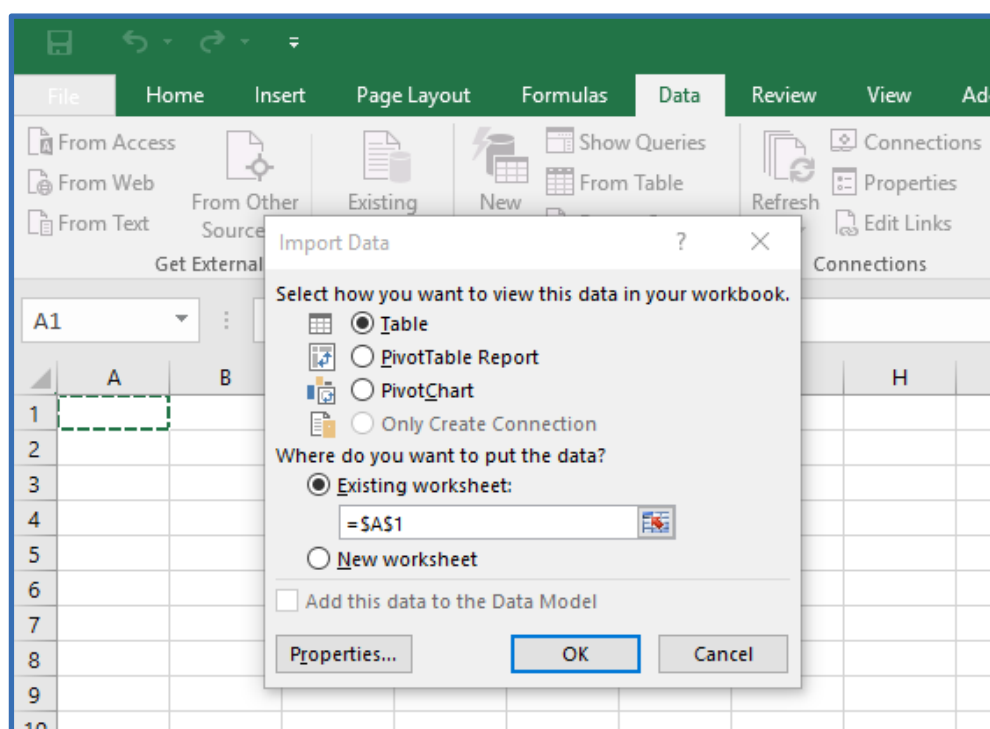 File Home Insert Page Layout Formulas Data Review View Ad
From Access
From Web
From Text
From Other
Source
Existing
New
Show Queries
From Table
Refresh
Connections
Properties
Edit Links
Get External
Connections
A1
Import Data ?
Select how you want to view this data in your workbook.
Table
PivotTable Report
PivotChart
Only Create Connection
Where do you want to put the data?
Existing worksheet:
=$A$1
New worksheet
Add this data to the Data Model
Properties... OK Cancel
A B H
1
2
3
4
5
6
7
8
9
10